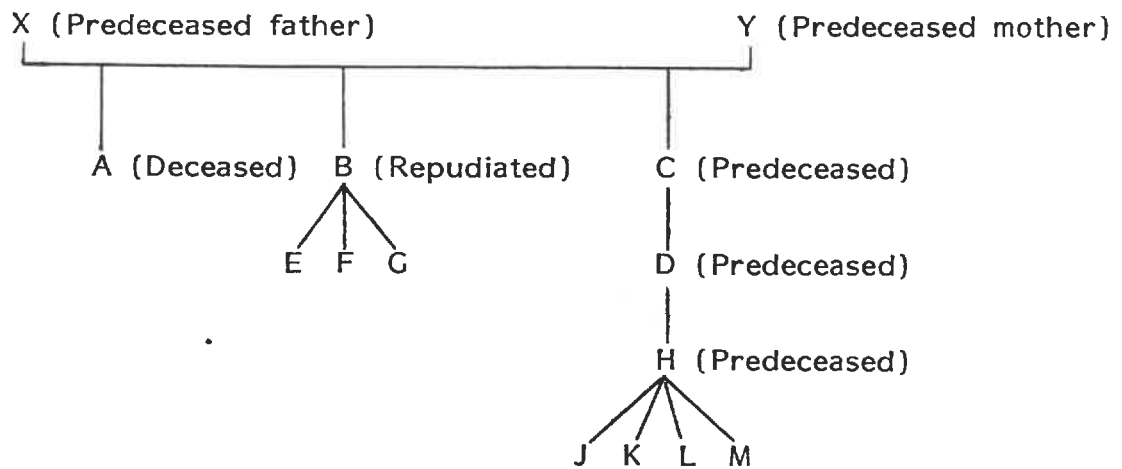 X (Predeceased father) Y (Predeceased mother)
A (Deceased) B (Repudiated) C (Predeceased)
E F G D (Predeceased)
H (Predeceased)
J K L M